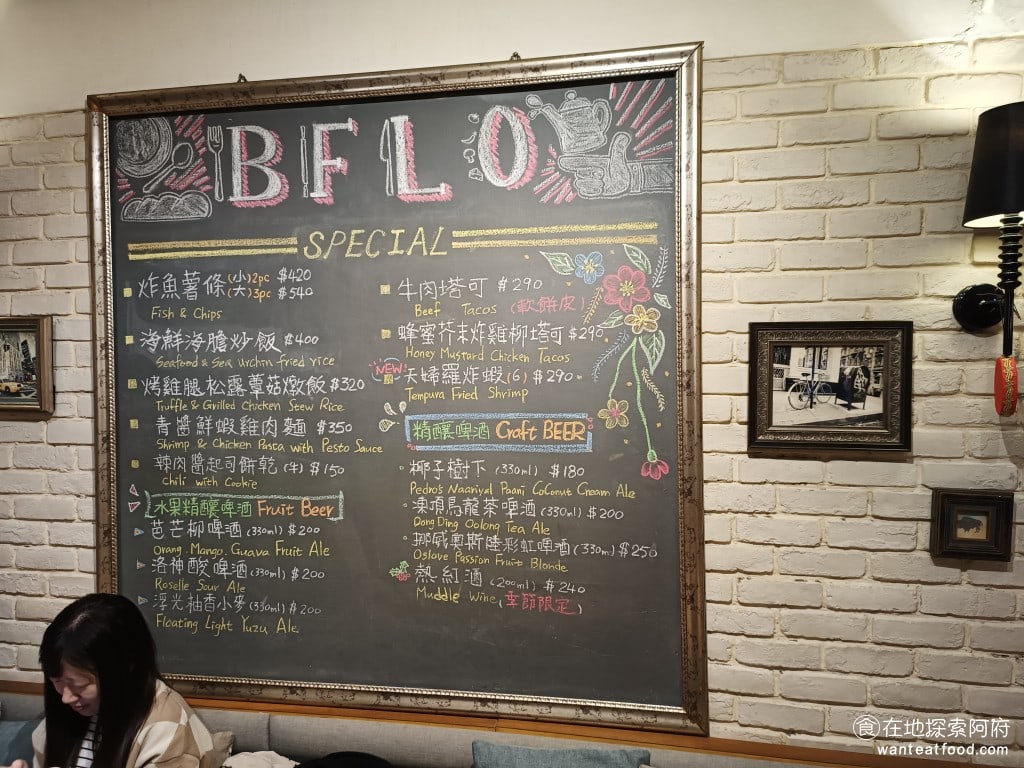 BFLO
SPECIAL
炸魚薯條 (小)2pc $420
(大)3pc $540
Fish & Chips
海鮮海膽炒飯 $400
Seafood & Sea urchin fried rice
烤雞腿松露蕈菇燉飯 $320
Truffle & Grilled Chicken Seew Rice
青醬鮮蝦雞肉麵 $350
Shrimp & Chicken Pasta with Pesto Sauce
辣肉醬起司餅乾 (牛) $150
Chili with Cookie
水果精釀啤酒 Fruit Beer
芭芒柳啤酒 (330ml) $200
Orang. Mango. Guava Fruit Ale
洛神酸啤酒 (330ml) $200
Roselle Sour Ale
浮光柚香小麥 (330ml) $200
Floating Light Yuzu Ale.
牛肉塔可 $290
Beef Tacos (軟餅皮)
蜂蜜芥末炸雞柳塔可 $290
Honey Mustard Chicken Tacos
NEW
天婦羅炸蝦 (6) $290
Tempura Fried Shrimp
精釀啤酒 Craft BEER
椰子樹下 (330ml) $180
Pedro's Naaniyal Paani Coconut Cream Ale
凍頂烏龍茶啤酒 (330ml) $200
Dong Ding Oolong Tea Ale
挪威奧斯陸彩虹啤酒 (330ml) $250
Oslove Passion Fruit Blonde
熱紅酒 (200ml) $240
Muddle Wine (季節限定)
食在地探索阿府
wanteatfood.com